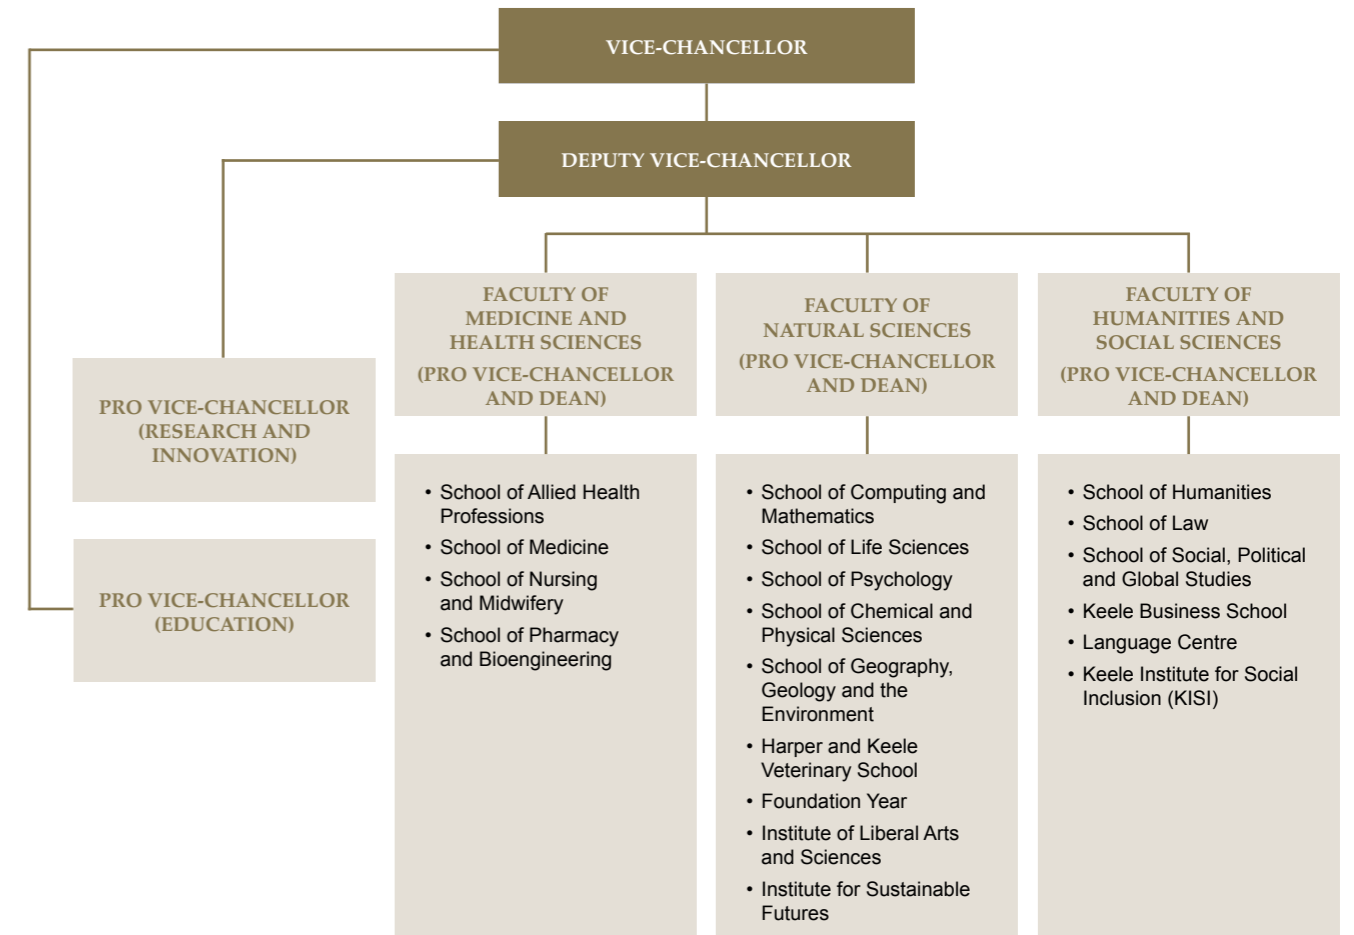 VICE-CHANCELLOR
DEPUTY VICE-CHANCELLOR
PRO VICE-CHANCELLOR
(RESEARCH AND
INNOVATION)
PRO VICE-CHANCELLOR
(EDUCATION)
FACULTY OF
MEDICINE AND
HEALTH SCIENCES
(PRO VICE-CHANCELLOR
AND DEAN)
• School of Allied Health
Professions
• School of Medicine
• School of Nursing
and Midwifery
• School of Pharmacy
and Bioengineering
FACULTY OF
NATURAL SCIENCES
(PRO VICE-CHANCELLOR
AND DEAN)
• School of Computing and
Mathematics
• School of Life Sciences
• School of Psychology
• School of Chemical and
Physical Sciences
• School of Geography,
Geology and the
Environment
• Harper and Keele
Veterinary School
• Foundation Year
• Institute of Liberal Arts
and Sciences
• Institute for Sustainable
Futures
FACULTY OF
HUMANITIES AND
SOCIAL SCIENCES
(PRO VICE-CHANCELLOR
AND DEAN)
• School of Humanities
• School of Law
• School of Social, Political
and Global Studies
• Keele Business School
• Language Centre
• Keele Institute for Social
Inclusion (KISI)